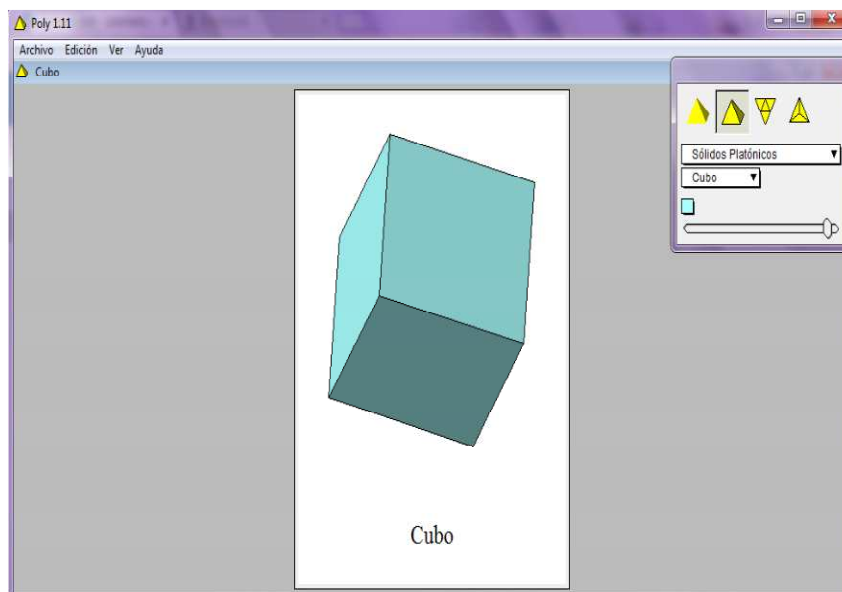 Poly 1.11
Archivo Edición Ver Ayuda
Cubo
Sólidos Platónicos
Cubo
Cubo